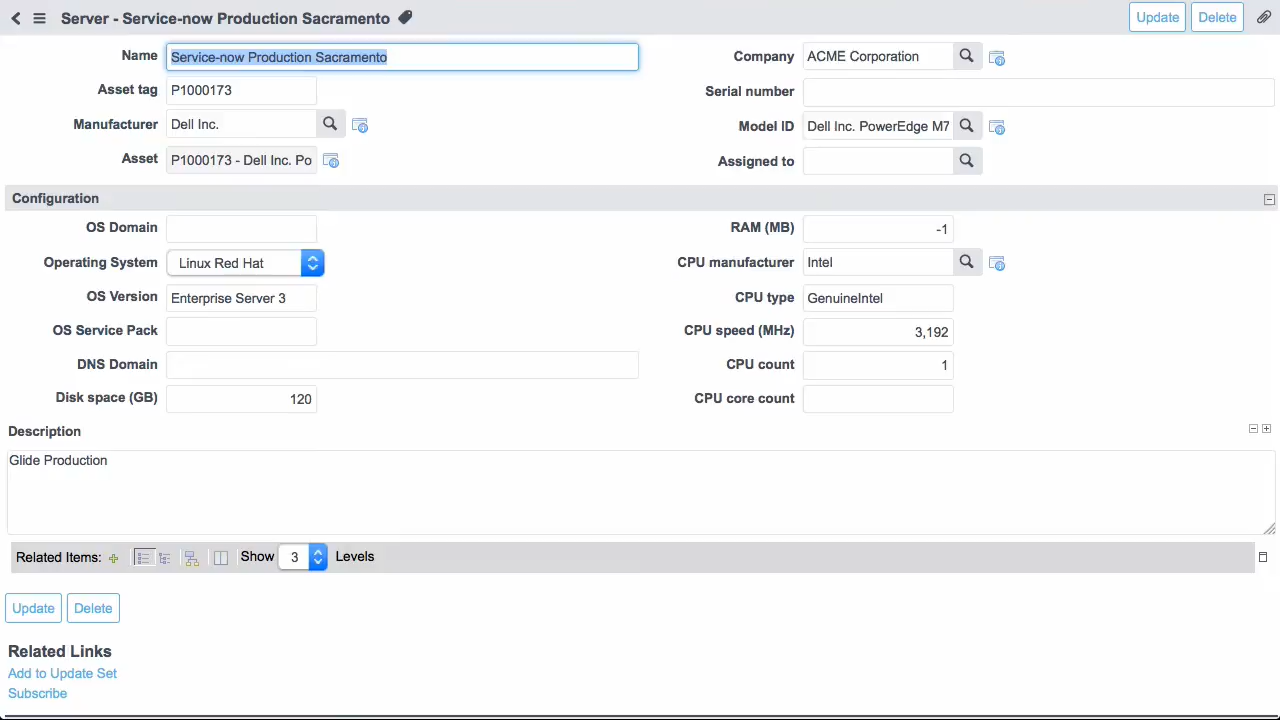 Server - Service-now Production Sacramento
Update Delete
Name Service-now Production Sacramento
Company ACME Corporation
Asset tag P1000173
Serial number
Manufacturer Dell Inc.
Model ID Dell Inc. PowerEdge M7
Asset P1000173 - Dell Inc. Po
Assigned to
Configuration
OS Domain
RAM (MB) -1
Operating System Linux Red Hat
CPU manufacturer Intel
OS Version Enterprise Server 3
CPU type GenuineIntel
OS Service Pack
CPU speed (MHz) 3,192
DNS Domain
CPU count 1
Disk space (GB) 120
CPU core count
Description
Glide Production
Related Items: Show 3 Levels
Update Delete
Related Links
Add to Update Set
Subscribe